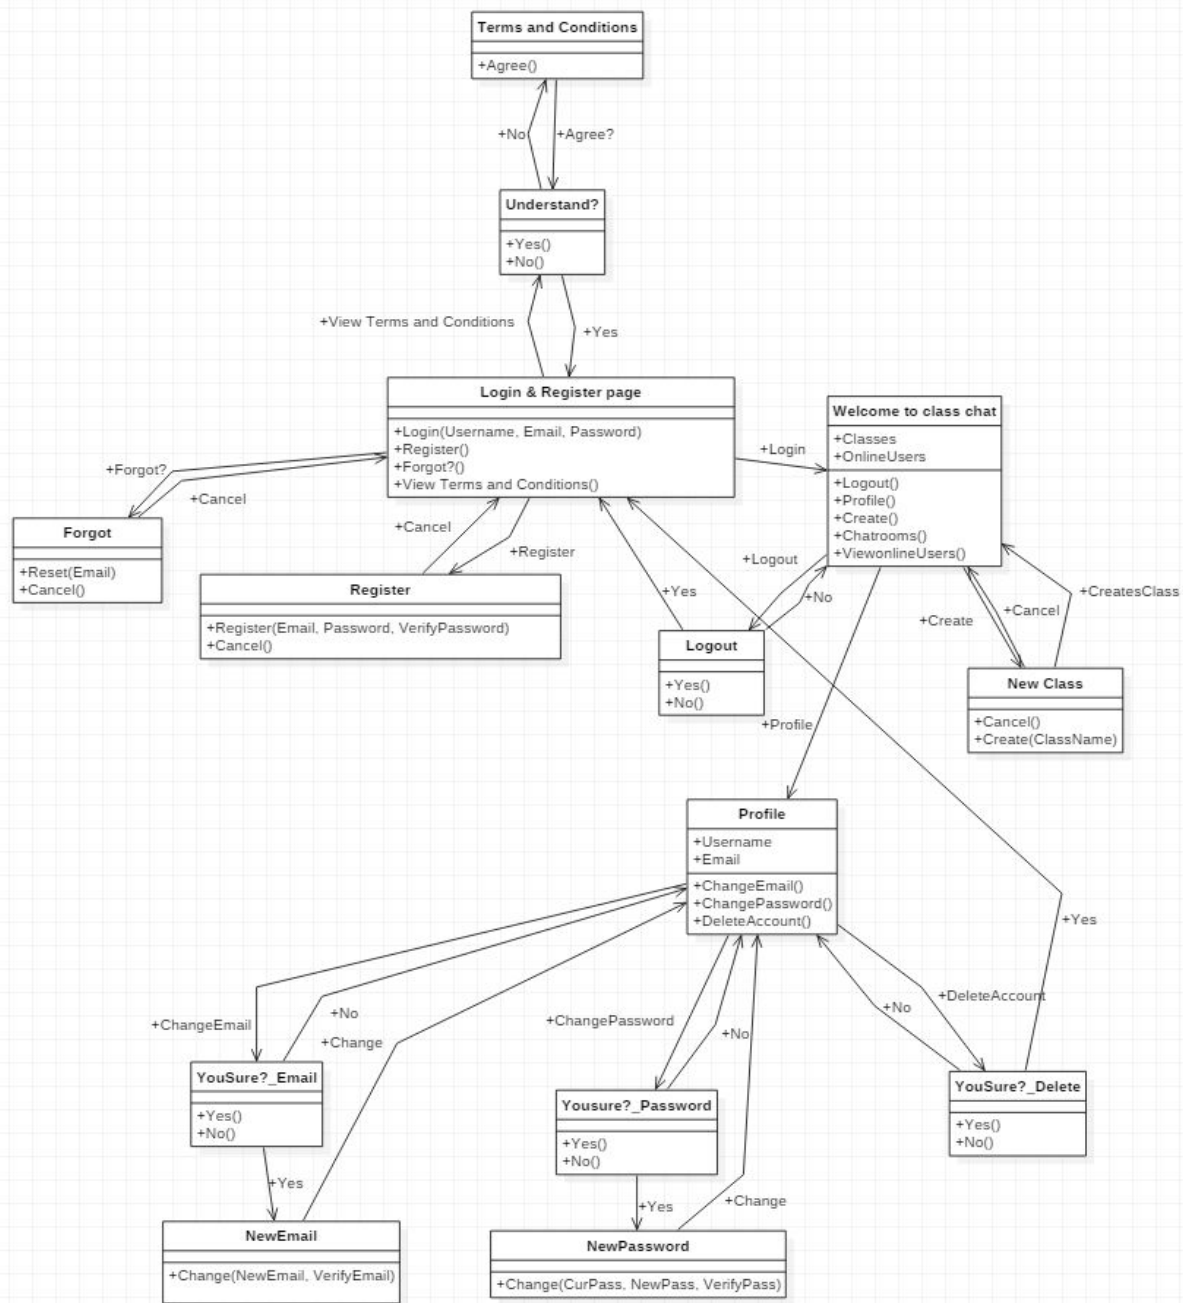 Terms and Conditions
+Agree()
+No
+Agree?
Understand?
+Yes()
+No()
+View Terms and Conditions
+Yes
Login & Register page
+Login(Username, Email, Password)
+Register()
+Forgot?()
+View Terms and Conditions()
Welcome to class chat
+Classes
+OnlineUsers
+Logout()
+Profile()
+Create()
+Chatrooms()
+ViewonlineUsers()
+Login
+Forgot?
+Cancel
Forgot
+Reset(Email)
+Cancel()
+Cancel
+Register
Register
+Register(Email, Password, VerifyPassword)
+Cancel()
+Logout
+Yes
+No
Logout
+Yes()
+No()
+Create
+Cancel
+CreatesClass
New Class
+Cancel()
+Create(ClassName)
+Profile
Profile
+Username
+Email
+ChangeEmail()
+ChangePassword()
+DeleteAccount()
+Yes
+ChangeEmail
+No
+Change
+ChangePassword
+No
+No
+DeleteAccount
YouSure?_Email
+Yes()
+No()
Yousure?_Password
+Yes()
+No()
YouSure?_Delete
+Yes()
+No()
+Yes
+Yes
+Change
NewEmail
+Change(NewEmail, VerifyEmail)
NewPassword
+Change(CurPass, NewPass, VerifyPass)